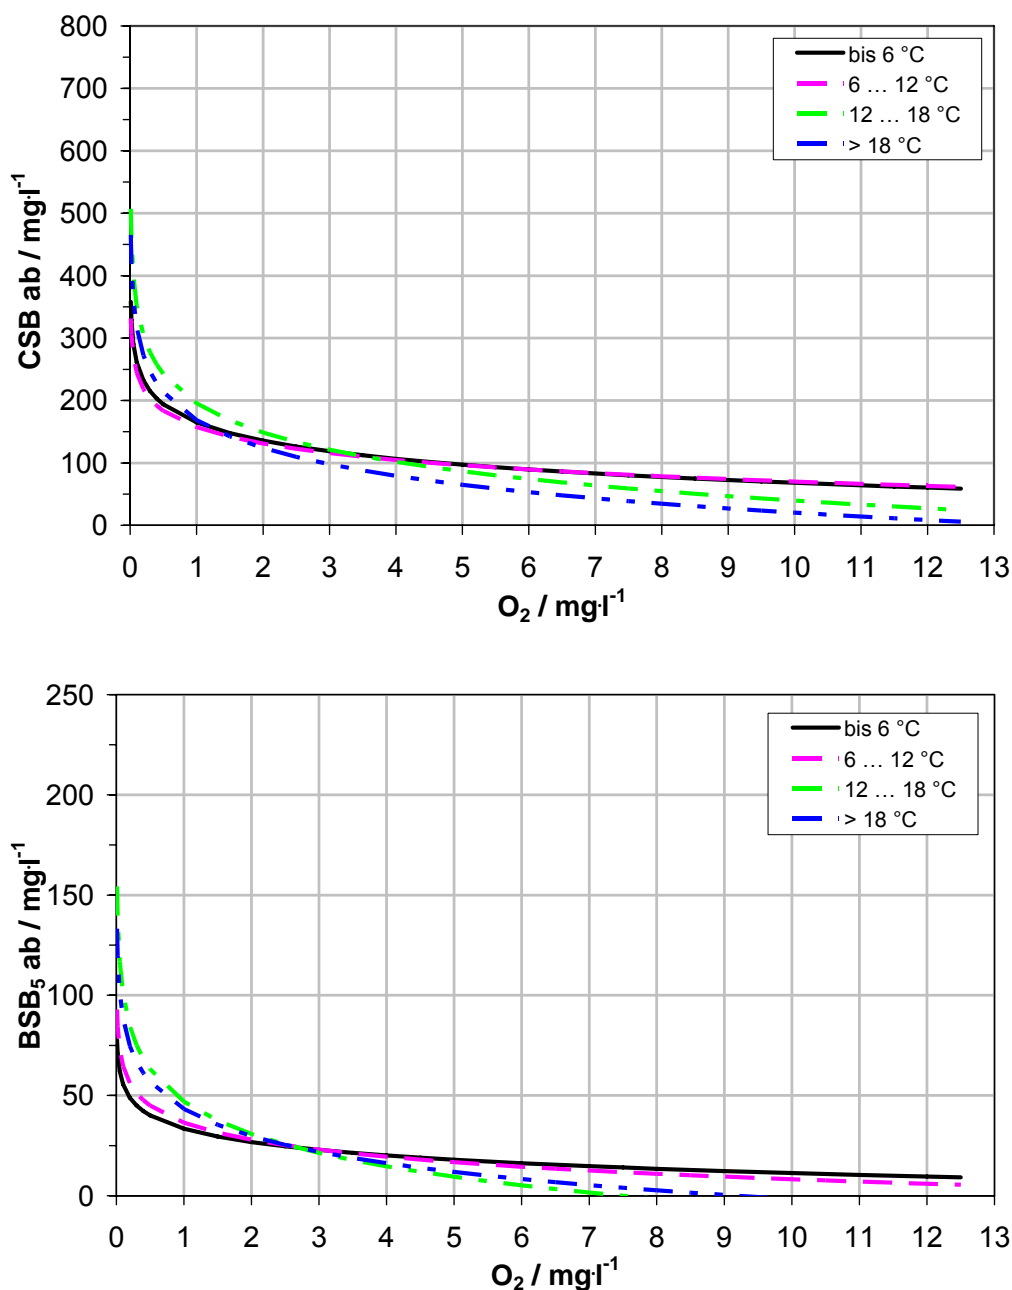 800
700
600
500
400
300
200
100
0
CSB ab / mg·l⁻¹
bis 6 °C
6 … 12 °C
12 … 18 °C
> 18 °C
0 1 2 3 4 5 6 7 8 9 10 11 12 13
O₂ / mg·l⁻¹
250
200
150
100
50
0
BSB₅ ab / mg·l⁻¹
bis 6 °C
6 … 12 °C
12 … 18 °C
> 18 °C
0 1 2 3 4 5 6 7 8 9 10 11 12 13
O₂ / mg·l⁻¹